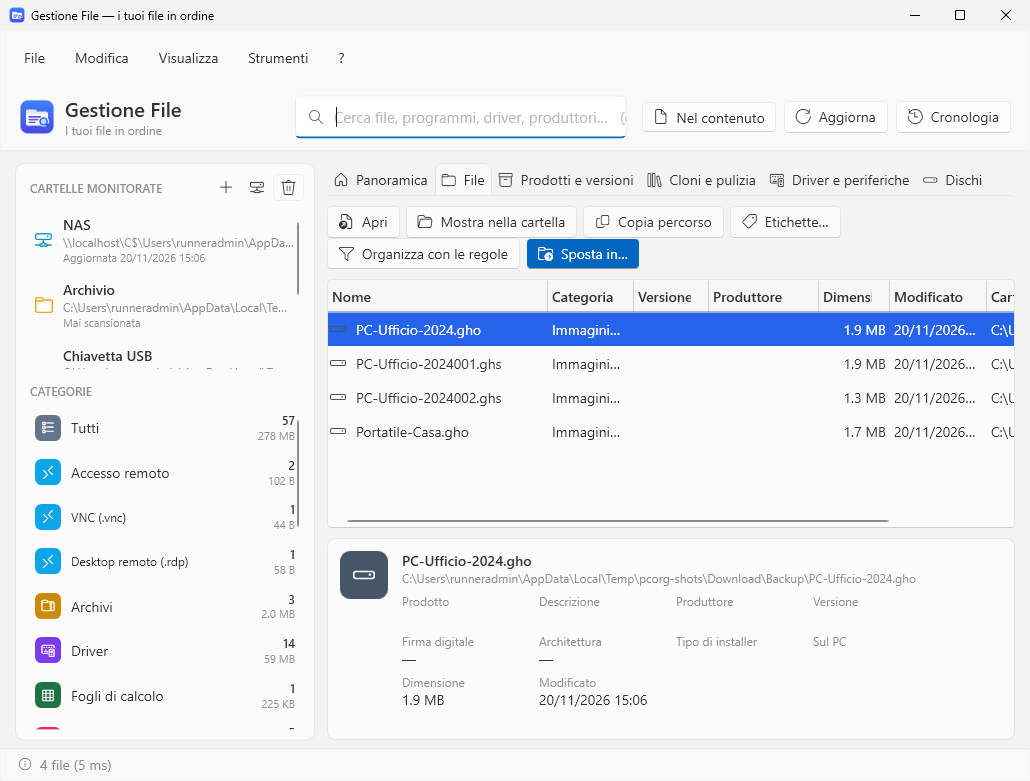 Gestione File — i tuoi file in ordine
File Modifica Visualizza Strumenti ?
Gestione File
I tuoi file in ordine
Cerca file, programmi, driver, produttori...
Nel contenuto
Aggiorna
Cronologia
CARTELLE MONITORATE
NAS
\\localhost\C$\Users\runneradmin\AppDa...
Aggiornata 20/11/2026 15:06
Archivio
C:\Users\runneradmin\AppData\Local\Te...
Mai scansionata
Chiavetta USB
CATEGORIE
Tutti 57
278 MB
Accesso remoto 2
102 B
VNC (.vnc) 1
44 B
Desktop remoto (.rdp) 1
58 B
Archivi 3
2.0 MB
Driver 14
59 MB
Fogli di calcolo 1
225 KB
Panoramica File Prodotti e versioni Cloni e pulizia Driver e periferiche Dischi
Apri Mostra nella cartella Copia percorso Etichette...
Organizza con le regole Sposta in...
Nome Categoria Versione Produttore Dimensi Modificato Car
PC-Ufficio-2024.gho Immagini... 1.9 MB 20/11/2026... C:\U
PC-Ufficio-2024001.ghs Immagini... 1.9 MB 20/11/2026... C:\U
PC-Ufficio-2024002.ghs Immagini... 1.3 MB 20/11/2026... C:\U
Portatile-Casa.gho Immagini... 1.7 MB 20/11/2026... C:\U
PC-Ufficio-2024.gho
C:\Users\runneradmin\AppData\Local\Temp\pcorg-shots\Download\Backup\PC-Ufficio-2024.gho
Prodotto Descrizione Produttore Versione
Firma digitale Architettura Tipo di installer Sul PC
— —
Dimensione Modificato
1.9 MB 20/11/2026 15:06
4 file (5 ms)